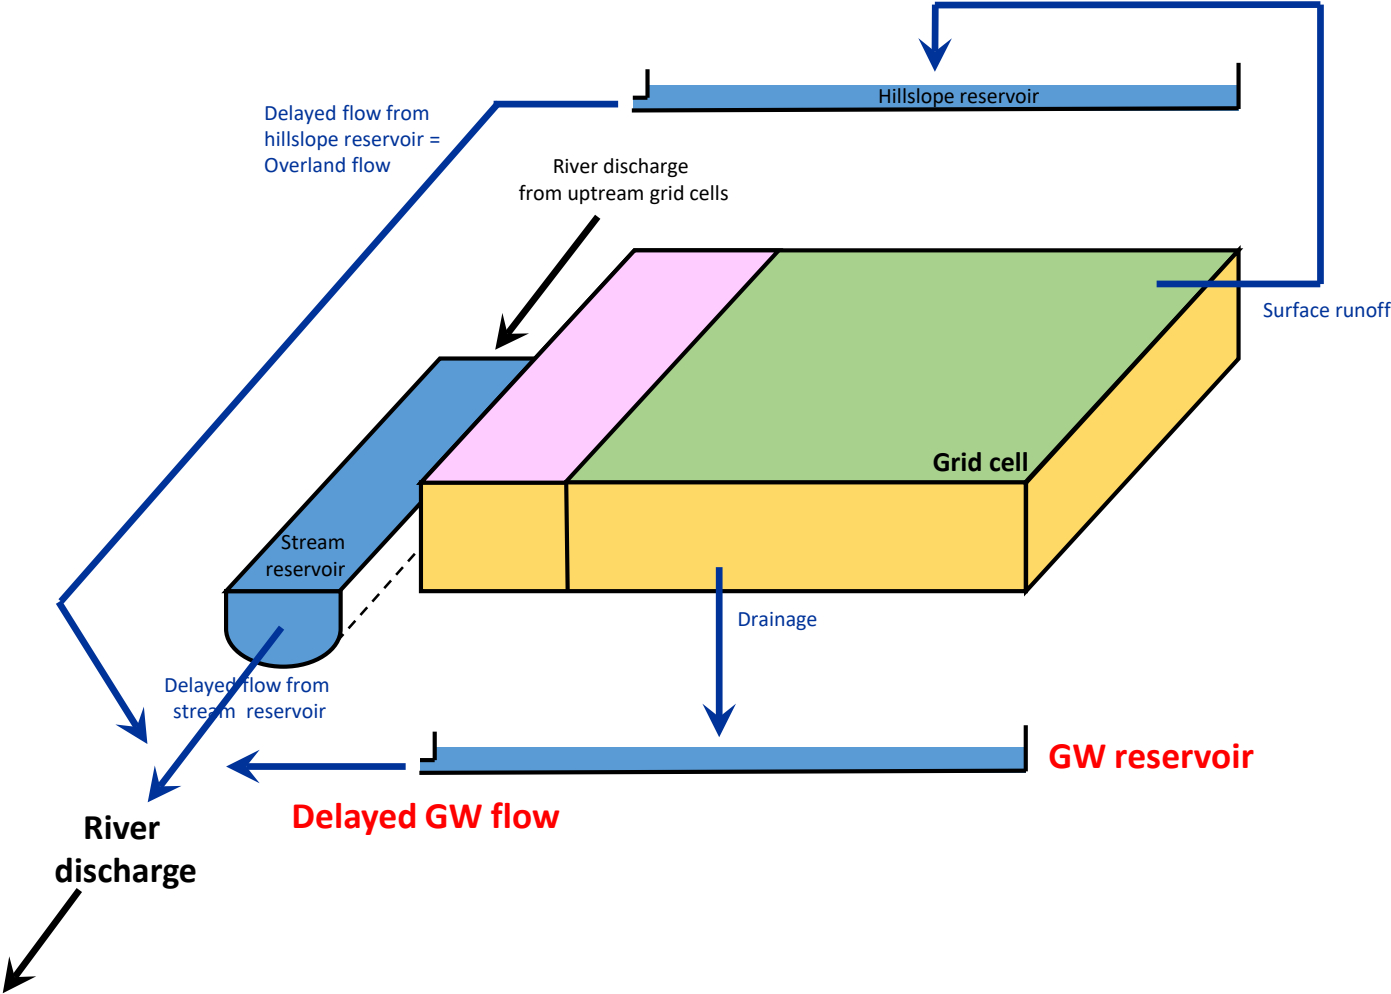 Hillslope reservoir
Delayed flow from
hillslope reservoir =
Overland flow
River discharge
from uptream grid cells
Surface runoff
Grid cell
Stream
reservoir
Drainage
Delayed flow from
stream reservoir
GW reservoir
Delayed GW flow
River
discharge